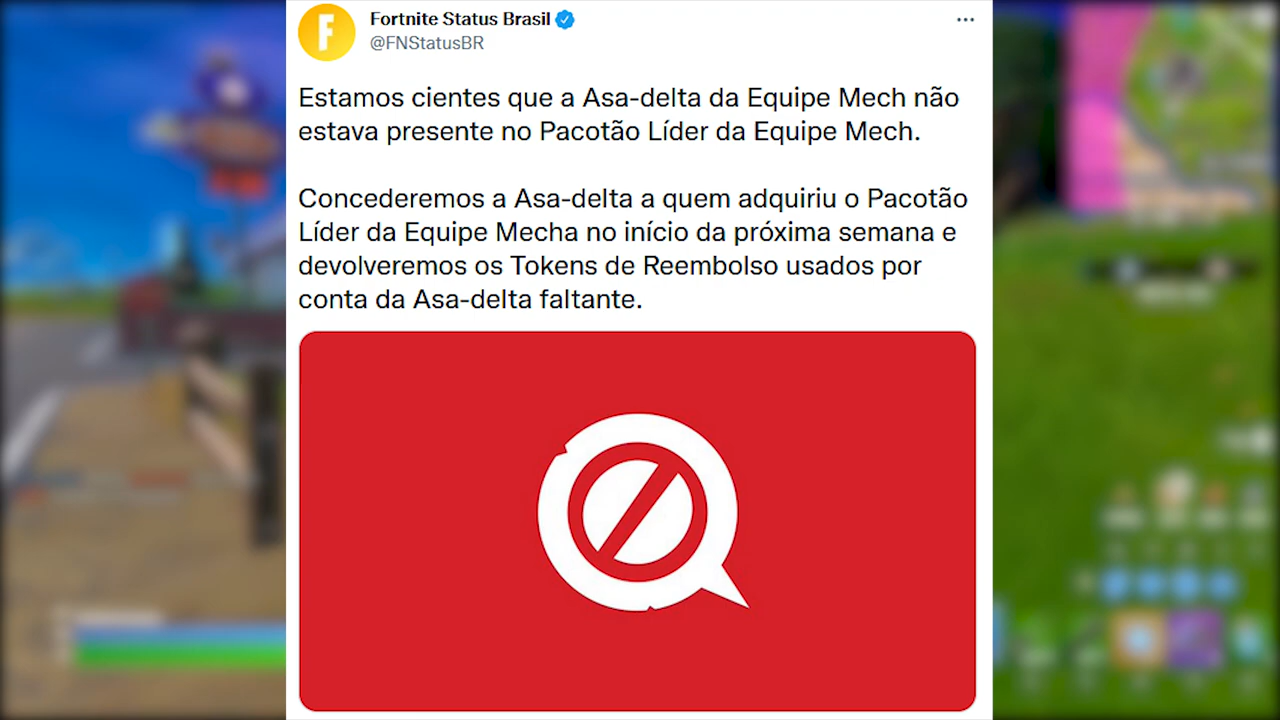 Fortnite Status Brasil
@FNStatusBR
Estamos cientes que a Asa-delta da Equipe Mech não
estava presente no Pacotão Líder da Equipe Mech.
Concederemos a Asa-delta a quem adquiriu o Pacotão
Líder da Equipe Mecha no início da próxima semana e
devolveremos os Tokens de Reembolso usados por
conta da Asa-delta faltante.